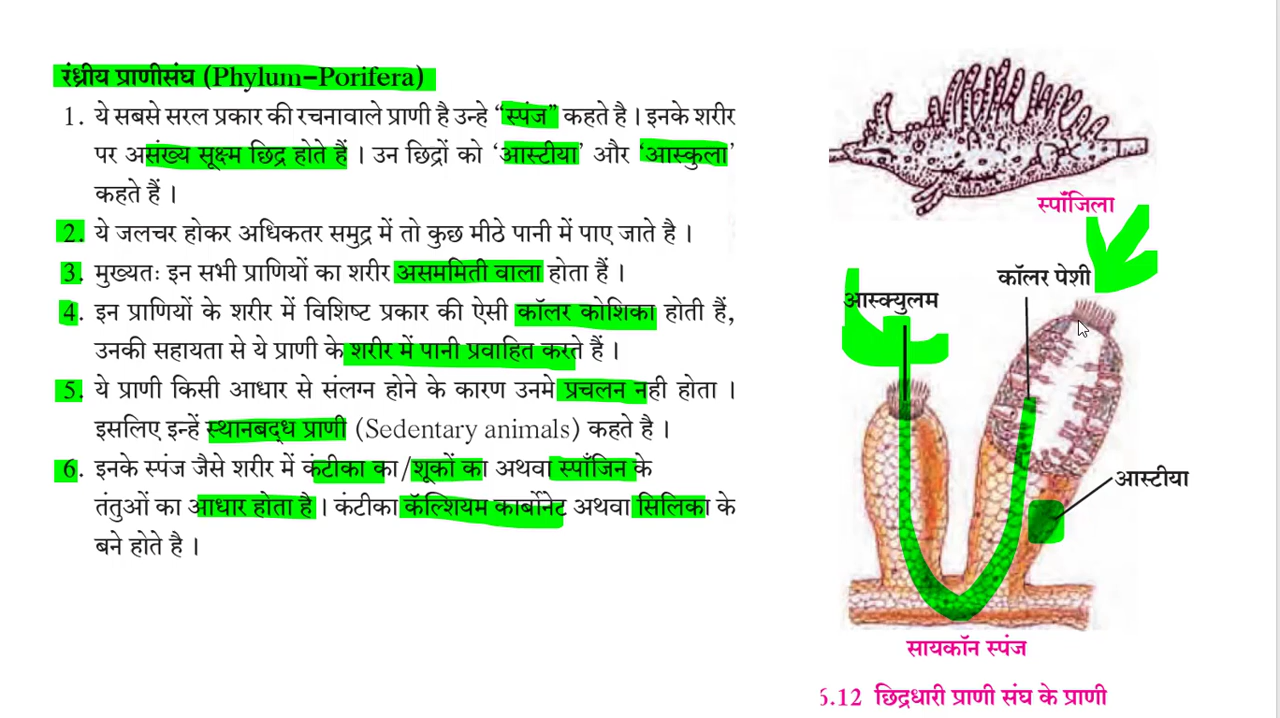 रंध्रीय प्राणीसंघ (Phylum-Porifera)
1. ये सबसे सरल प्रकार की रचनावाले प्राणी है उन्हे “स्पंज” कहते है । इनके शरीर
पर असंख्य सूक्ष्म छिद्र होते हैं । उन छिद्रों को ‘आस्टीया’ और ‘आस्कुला’
कहते हैं ।
2. ये जलचर होकर अधिकतर समुद्र में तो कुछ मीठे पानी में पाए जाते है ।
3. मुख्यतः इन सभी प्राणियों का शरीर असममिती वाला होता हैं ।
4. इन प्राणियों के शरीर में विशिष्ट प्रकार की ऐसी कॉलर कोशिका होती हैं,
उनकी सहायता से ये प्राणी के शरीर में पानी प्रवाहित करते हैं ।
5. ये प्राणी किसी आधार से संलग्न होने के कारण उनमे प्रचलन नही होता ।
इसलिए इन्हें स्थानबद्ध प्राणी (Sedentary animals) कहते है ।
6. इनके स्पंज जैसे शरीर में कंटीका का/शूकों का अथवा स्पाँजिन के
तंतुओं का आधार होता है । कंटीका कॅल्शियम कार्बोनेट अथवा सिलिका के
बने होते है ।
स्पाँजिला
कॉलर पेशी
आस्क्युलम
आस्टीया
सायकॉन स्पंज
6.12 छिद्रधारी प्राणी संघ के प्राणी